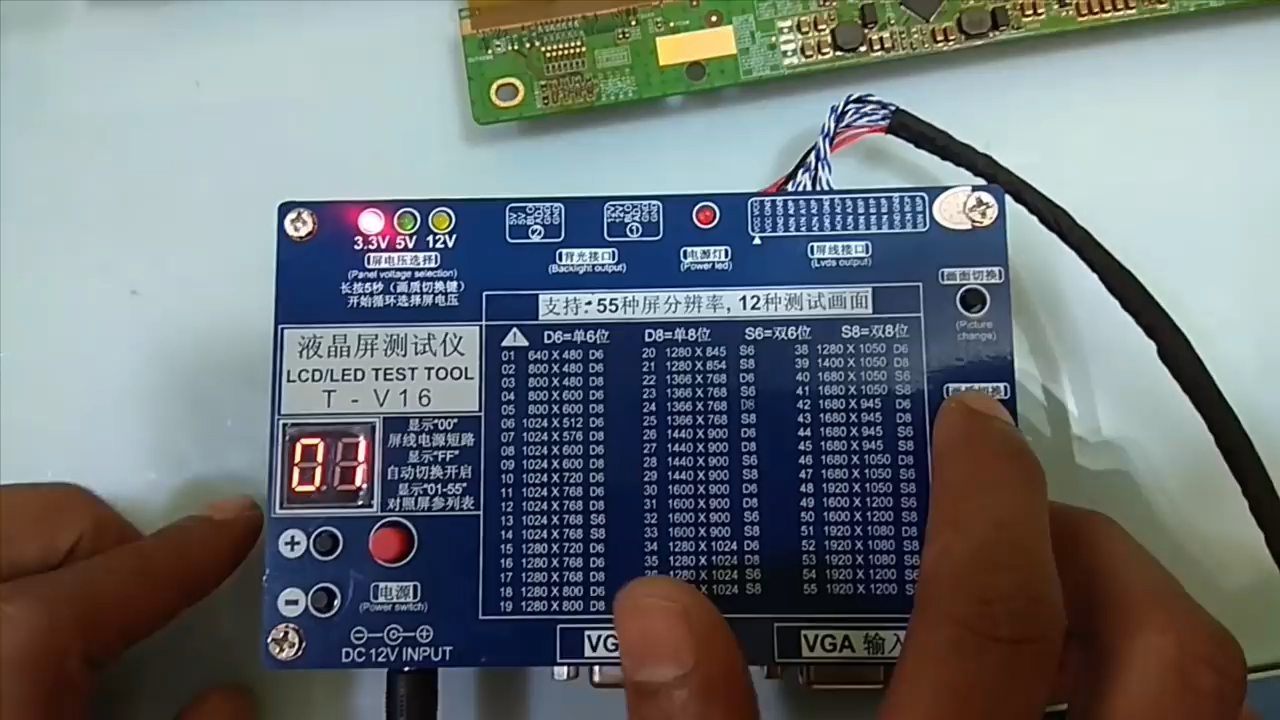 3.3V 5V 12V
屏电压选择
(Panel voltage selection)
长按5秒（画质切换键）
开始循环选择屏电压
②
①
背光接口
(Backlight output)
电源灯
(Power led)
屏线接口
(Lvds output)
画面切换
(Picture change)
画质切换
液晶屏测试仪
LCD/LED TEST TOOL
T - V16
01
显示"00"
屏线电源短路
显示"FF"
自动切换开启
显示"01-55"
对照屏参列表
+
-
电源
(Power switch)
DC 12V INPUT
支持: 55种屏分辨率, 12种测试画面
D6=单6位 D8=单8位 S6=双6位 S8=双8位
01 640 X 480 D6
02 800 X 480 D6
03 800 X 480 D8
04 800 X 600 D6
05 800 X 600 D8
06 1024 X 512 D6
07 1024 X 576 D8
08 1024 X 600 D6
09 1024 X 600 D8
10 1024 X 720 D6
11 1024 X 768 D6
12 1024 X 768 D8
13 1024 X 768 S6
14 1024 X 768 S8
15 1280 X 720 D6
16 1280 X 768 D6
17 1280 X 768 D8
18 1280 X 800 D6
19 1280 X 800 D8
20 1280 X 845 S6
21 1280 X 854 S8
22 1366 X 768 D6
23 1366 X 768 S6
24 1366 X 768 D8
25 1366 X 768 S8
26 1440 X 900 D6
27 1440 X 900 D8
28 1440 X 900 S6
29 1440 X 900 S8
30 1600 X 900 D6
31 1600 X 900 D8
32 1600 X 900 S6
33 1600 X 900 S8
34 1280 X 1024 D6
35 1280 X 1024 D8
1280 X 1024 S6
X 1024 S8
38 1280 X 1050 D6
39 1400 X 1050 D8
40 1680 X 1050 S6
41 1680 X 1050 S8
42 1680 X 945 D6
43 1680 X 945 D8
44 1680 X 945 S6
45 1680 X 945 S8
46 1680 X 1050 D8
47 1680 X 1050 S6
48 1920 X 1050 S8
49 1600 X 1200 S6
50 1600 X 1200 S8
51 1920 X 1080 D8
52 1920 X 1080
53 1920 X 1080
54 1920 X 1200
55 1920 X 1200
VGA 输入